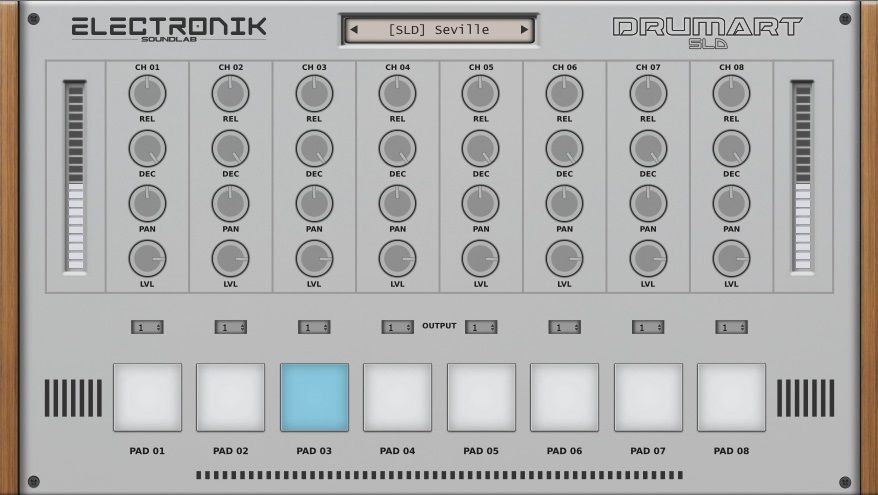 ELECTRONIK
SOUNDLAB
[SLD] Seville
DRUMART
SLD
CH 01 CH 02 CH 03 CH 04 CH 05 CH 06 CH 07 CH 08
REL REL REL REL REL REL REL REL
DEC DEC DEC DEC DEC DEC DEC DEC
PAN PAN PAN PAN PAN PAN PAN PAN
LVL LVL LVL LVL LVL LVL LVL LVL
1 1 1 1 OUTPUT 1 1 1 1
PAD 01 PAD 02 PAD 03 PAD 04 PAD 05 PAD 06 PAD 07 PAD 08